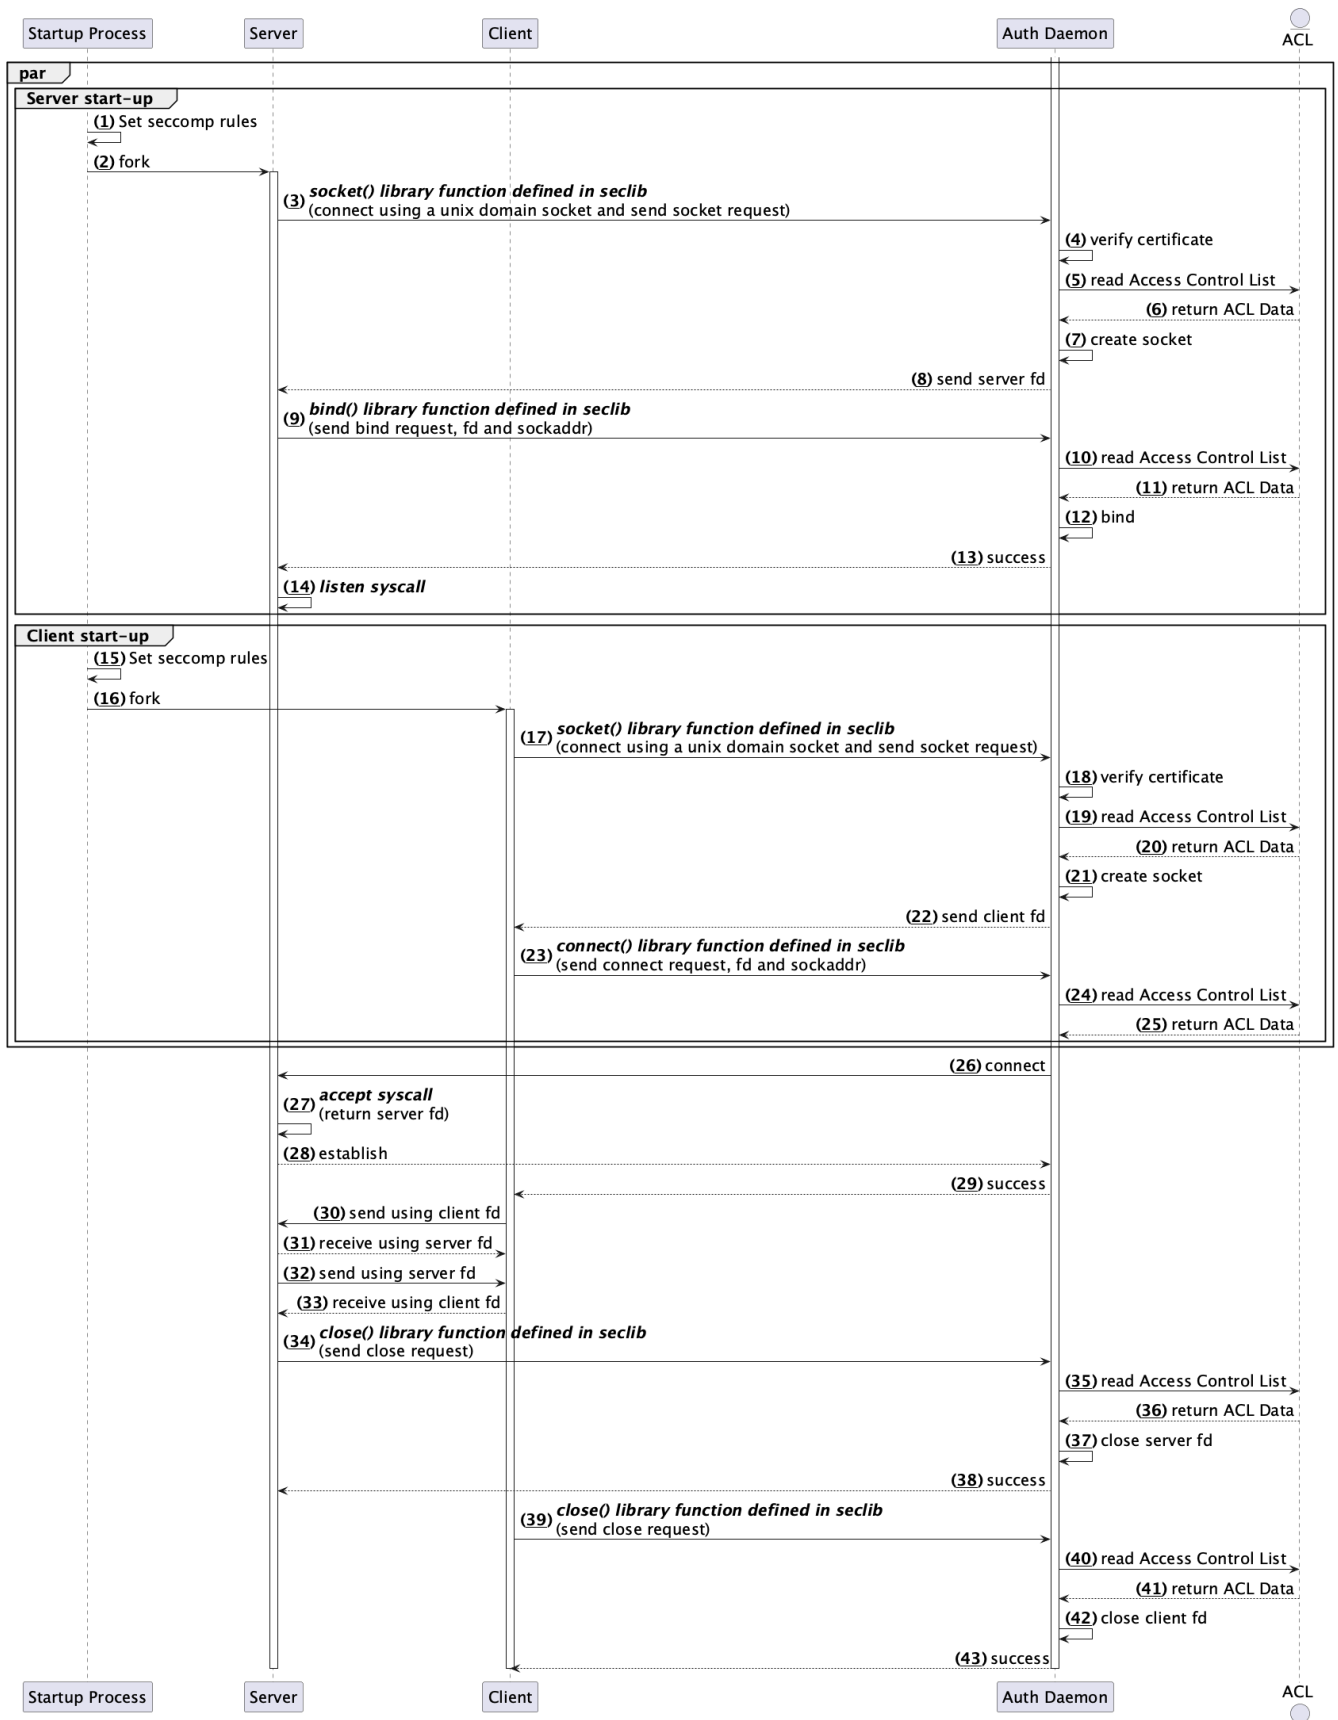 Startup Process Server Client Auth Daemon ACL
par
Server start-up
(1) Set seccomp rules
(2) fork
(3) socket() library function defined in seclib
(connect using a unix domain socket and send socket request)
(4) verify certificate
(5) read Access Control List
(6) return ACL Data
(7) create socket
(8) send server fd
(9) bind() library function defined in seclib
(send bind request, fd and sockaddr)
(10) read Access Control List
(11) return ACL Data
(12) bind
(13) success
(14) listen syscall
Client start-up
(15) Set seccomp rules
(16) fork
(17) socket() library function defined in seclib
(connect using a unix domain socket and send socket request)
(18) verify certificate
(19) read Access Control List
(20) return ACL Data
(21) create socket
(22) send client fd
(23) connect() library function defined in seclib
(send connect request, fd and sockaddr)
(24) read Access Control List
(25) return ACL Data
(26) connect
(27) accept syscall
(return server fd)
(28) establish
(29) success
(30) send using client fd
(31) receive using server fd
(32) send using server fd
(33) receive using client fd
(34) close() library function defined in seclib
(send close request)
(35) read Access Control List
(36) return ACL Data
(37) close server fd
(38) success
(39) close() library function defined in seclib
(send close request)
(40) read Access Control List
(41) return ACL Data
(42) close client fd
(43) success
Startup Process Server Client Auth Daemon ACL